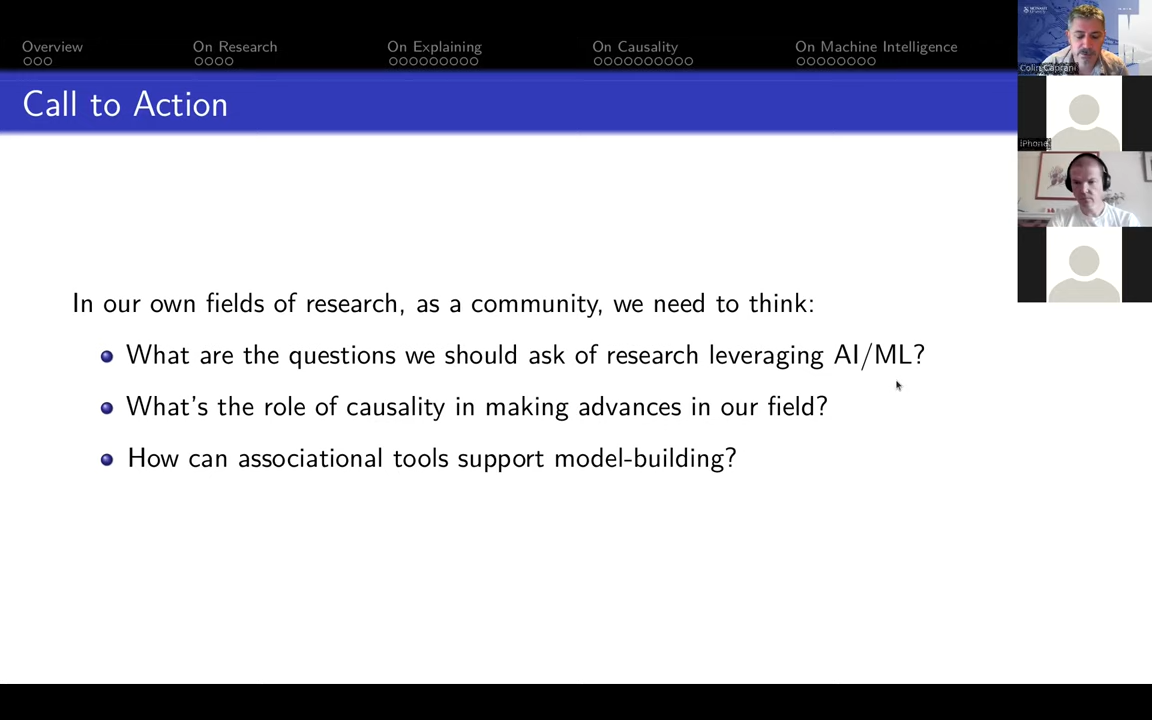 Overview
On Research
On Explaining
On Causality
On Machine Intelligence
Call to Action
In our own fields of research, as a community, we need to think:
What are the questions we should ask of research leveraging AI/ML?
What's the role of causality in making advances in our field?
How can associational tools support model-building?
Colin Caprani
iPhone